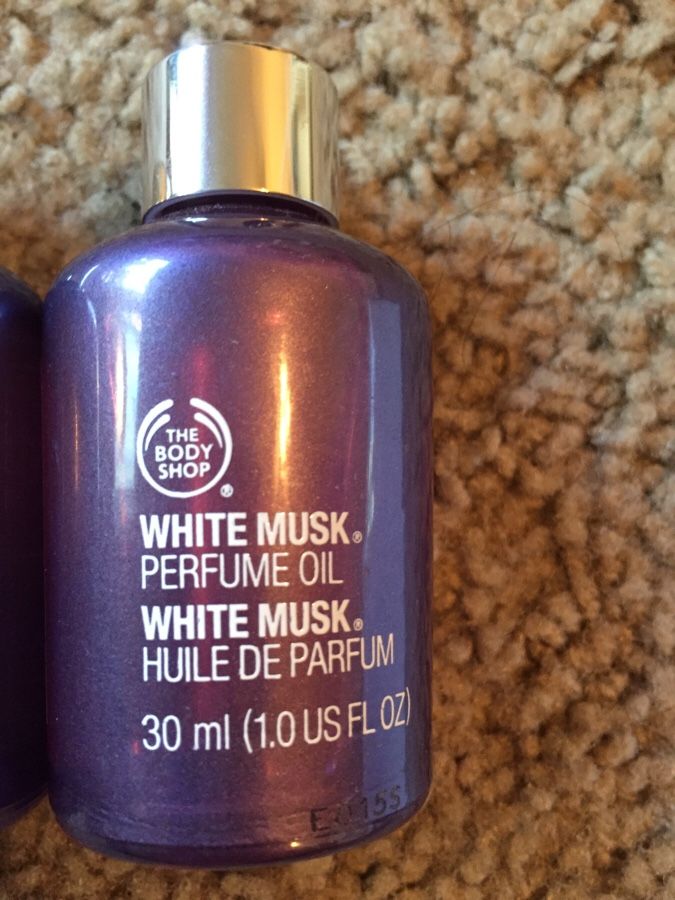 THE
BODY
SHOP
®
WHITE MUSK®
PERFUME OIL
WHITE MUSK®
HUILE DE PARFUM
30 ml (1.0 US FL OZ)